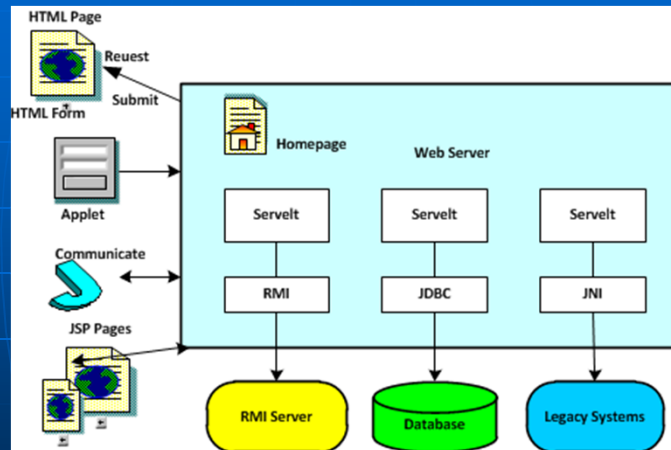 HTML Page
Reuest
Submit
HTML Form
Homepage
Web Server
Applet
Servelt
Servelt
Servelt
Communicate
RMI
JDBC
JNI
JSP Pages
RMI Server
Database
Legacy Systems